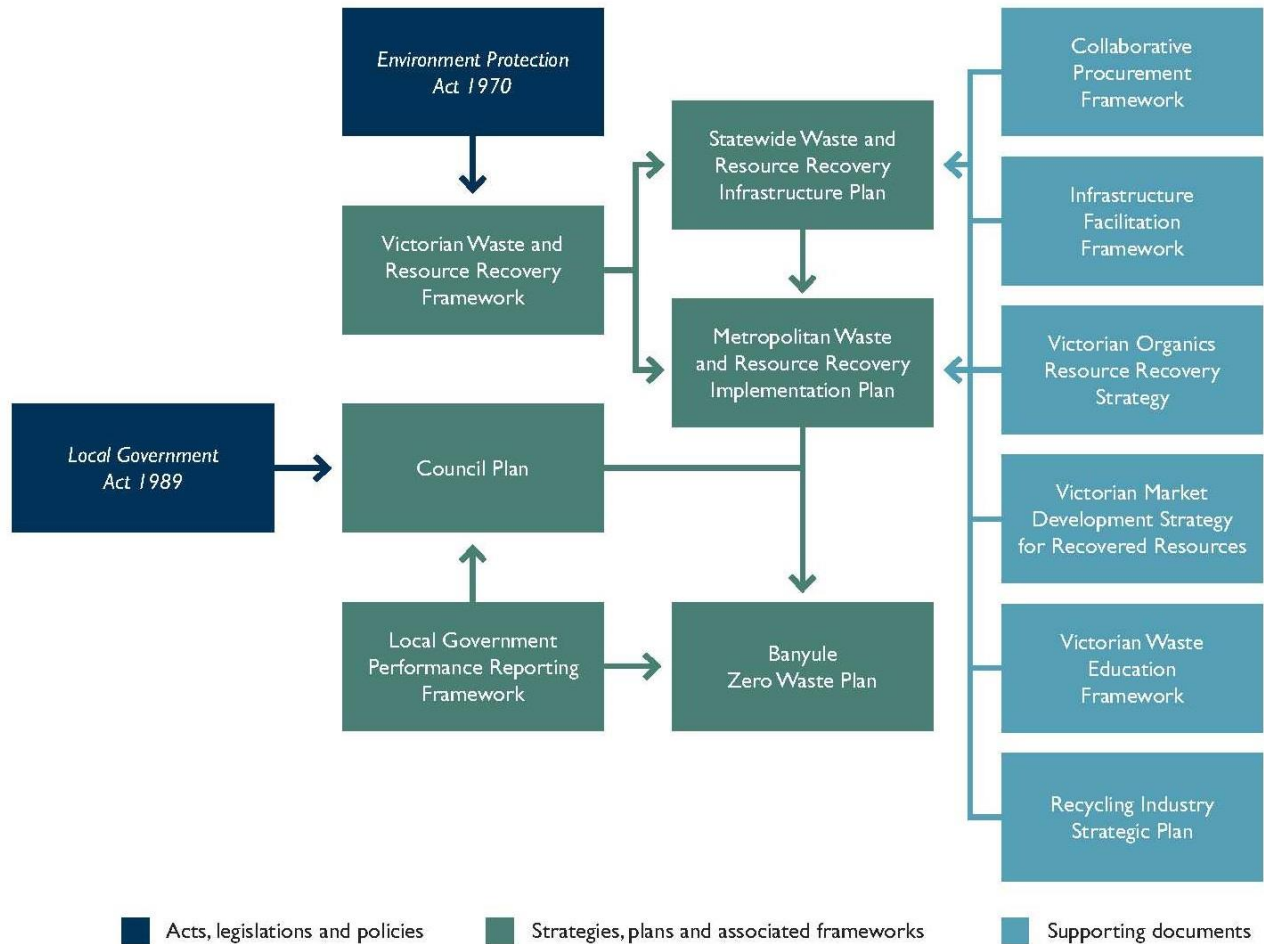 Environment Protection
Act 1970
Victorian Waste and
Resource Recovery
Framework
Statewide Waste and
Resource Recovery
Infrastructure Plan
Metropolitan Waste
and Resource Recovery
Implementation Plan
Local Government
Act 1989
Council Plan
Local Government
Performance Reporting
Framework
Banyule
Zero Waste Plan
Collaborative
Procurement
Framework
Infrastructure
Facilitation
Framework
Victorian Organics
Resource Recovery
Strategy
Victorian Market
Development Strategy
for Recovered Resources
Victorian Waste
Education
Framework
Recycling Industry
Strategic Plan
Acts, legislations and policies
Strategies, plans and associated frameworks
Supporting documents